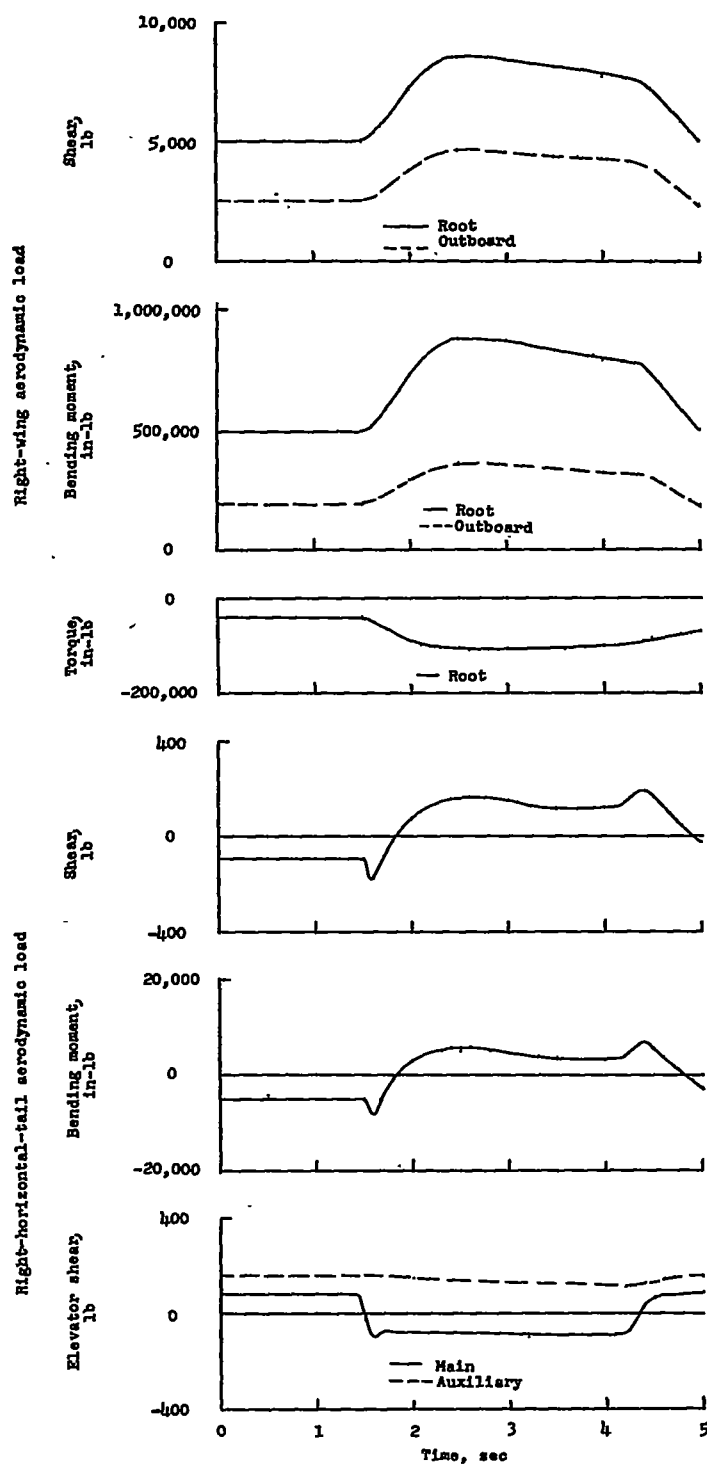 Right-wing aerodynamic load
Shear,
lb
10,000
5,000
0
Root
Outboard
Bending moment,
in-lb
1,000,000
500,000
0
Root
Outboard
Torque,
in-lb
0
-200,000
Root
Right-horizontal-tail aerodynamic load
Shear,
lb
400
0
-400
Bending moment,
in-lb
20,000
0
-20,000
Elevator shear,
lb
400
0
-400
Main
Auxiliary
0 1 2 3 4 5
Time, sec